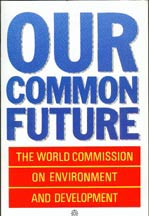 OUR
COMMON
FUTURE
THE WORLD COMMISSION
ON ENVIRONMENT
AND DEVELOPMENT